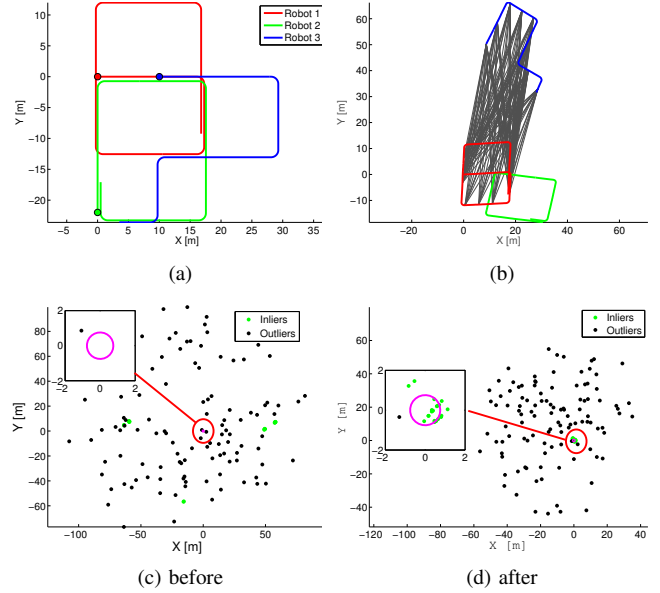 Robot 1
Robot 2
Robot 3
10
5
0
−5
−10
−15
−20
Y [m]
−5 0 5 10 15 20 25 30 35
X [m]
(a)
60
50
40
30
20
10
0
−10
Y [m]
−20 0 20 40 60
X [m]
(b)
Inliers
Outliers
2
0
−2
−2 0 2
80
60
40
20
0
−20
−40
−60
Y [m]
−100 −50 0 50
X [m]
(c) before
Inliers
Outliers
2
0
−2
−2 0 2
80
60
40
20
0
−20
−40
Y [m]
−120 −100 −80 −60 −40 −20 0 20 40
X [m]
(d) after